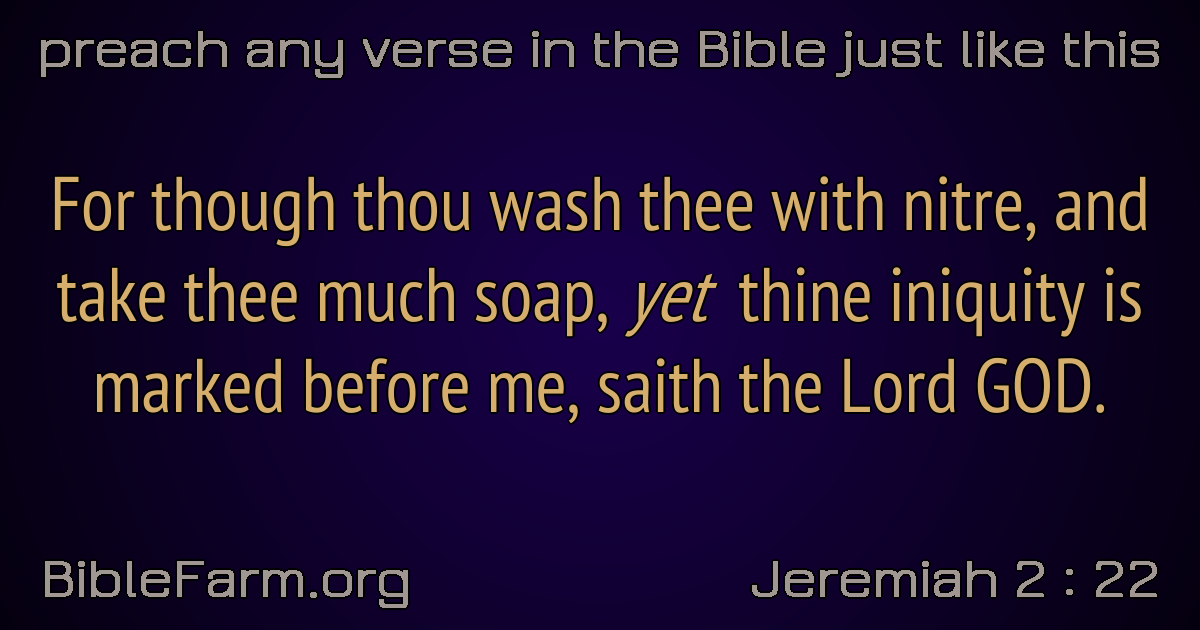 preach any verse in the Bible just like this
For though thou wash thee with nitre, and
take thee much soap, yet thine iniquity is
marked before me, saith the Lord GOD.
BibleFarm.org
Jeremiah 2 : 22